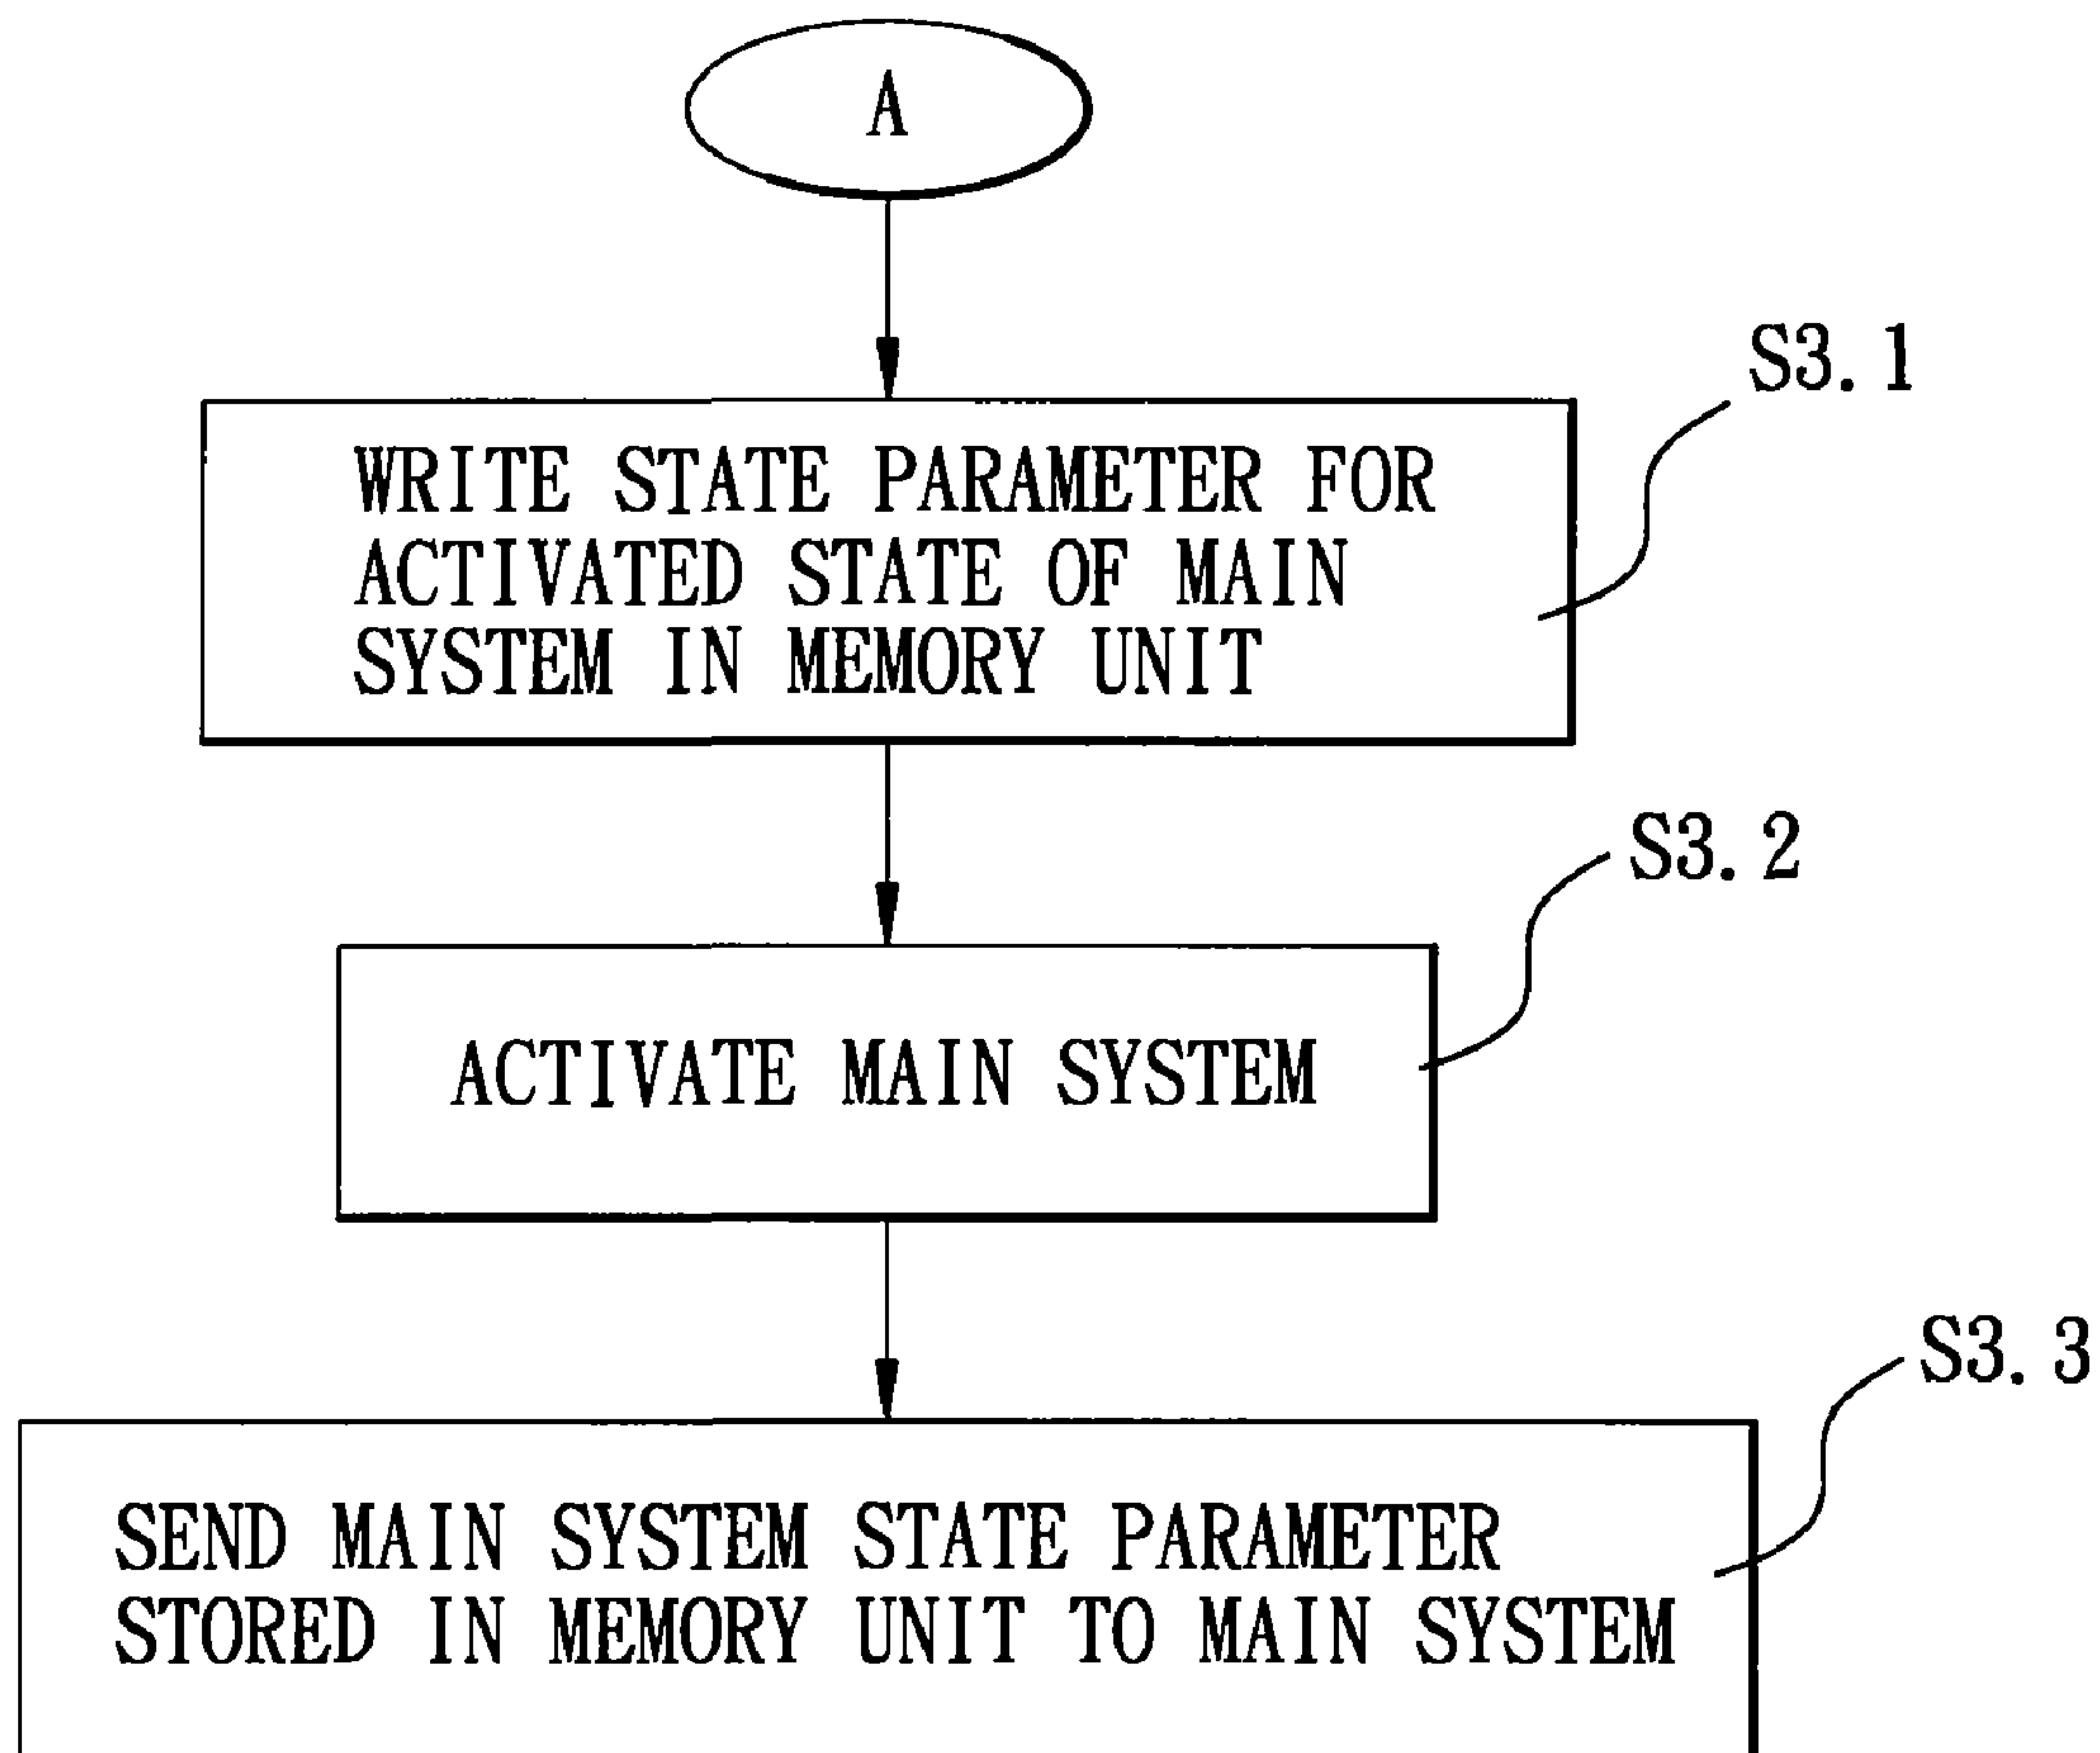 A
S3.1
WRITE STATE PARAMETER FOR
ACTIVATED STATE OF MAIN
SYSTEM IN MEMORY UNIT
S3.2
ACTIVATE MAIN SYSTEM
S3.3
SEND MAIN SYSTEM STATE PARAMETER
STORED IN MEMORY UNIT TO MAIN SYSTEM